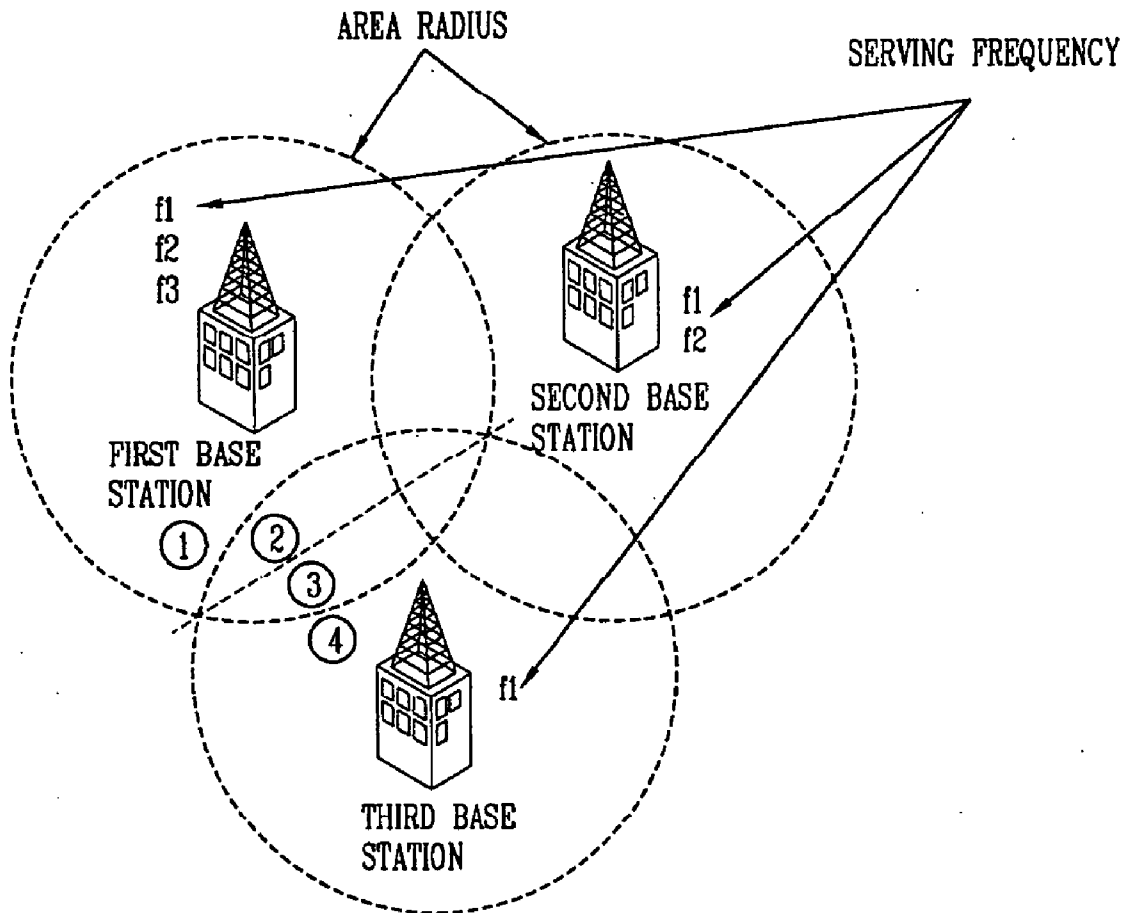 AREA RADIUS
SERVING FREQUENCY
f1
f2
f3
f1
f2
SECOND BASE
STATION
FIRST BASE
STATION
1
2
3
4
f1
THIRD BASE
STATION